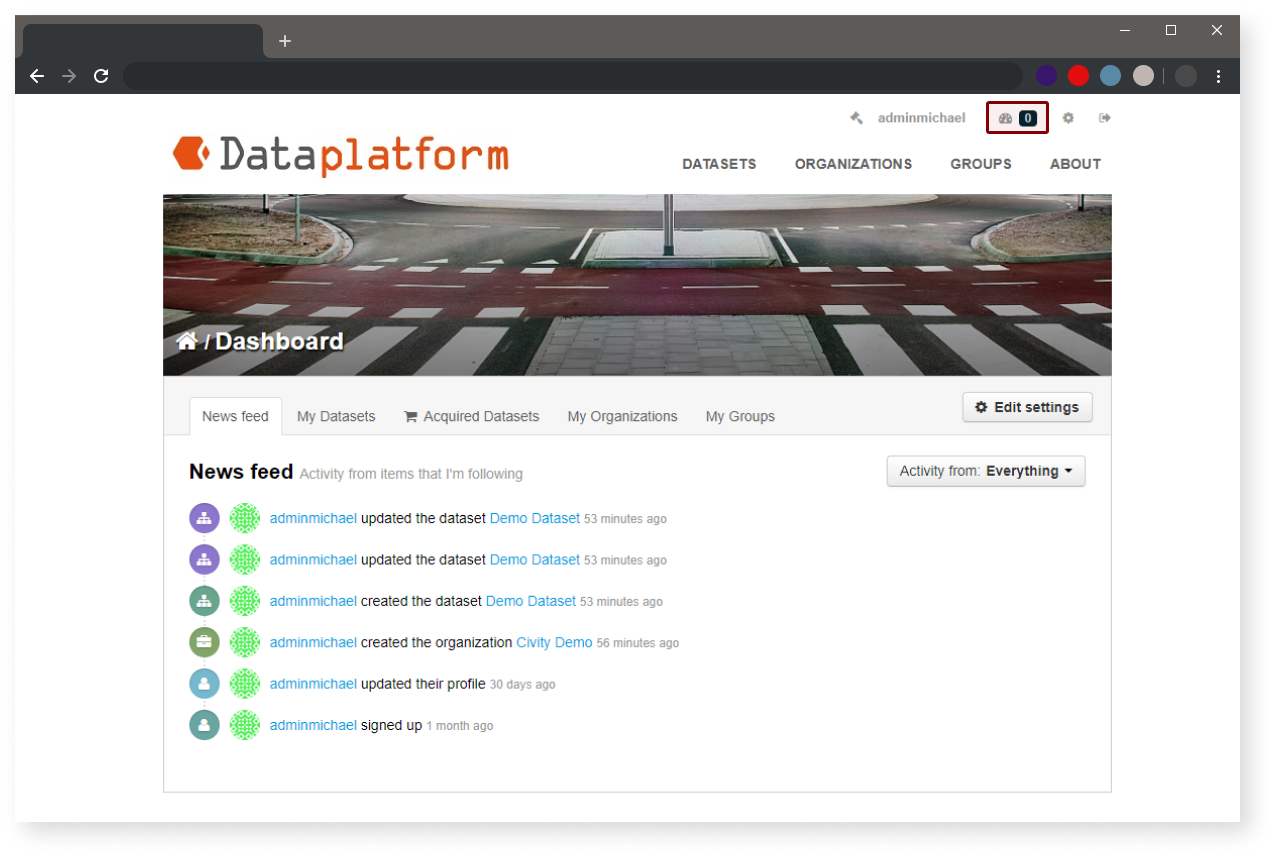 adminmichael 0
Dataplatform
DATASETS ORGANIZATIONS GROUPS ABOUT
/ Dashboard
News feed My Datasets Acquired Datasets My Organizations My Groups Edit settings
News feed Activity from items that I'm following Activity from: Everything
adminmichael updated the dataset Demo Dataset 53 minutes ago
adminmichael updated the dataset Demo Dataset 53 minutes ago
adminmichael created the dataset Demo Dataset 53 minutes ago
adminmichael created the organization Civity Demo 56 minutes ago
adminmichael updated their profile 30 days ago
adminmichael signed up 1 month ago